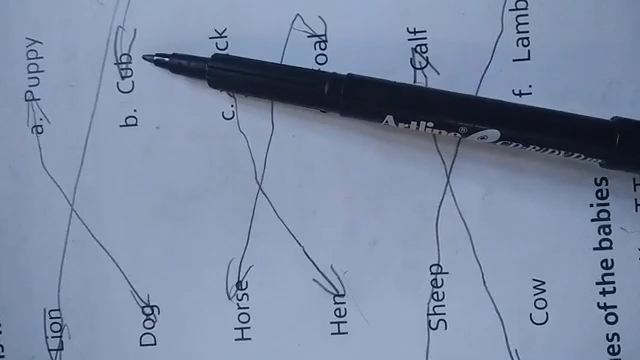 Lion a. Puppy
Dog b. Cub
Horse c.
Hen
Sheep Calf
Cow f. Lamb
es of the babies
Artline